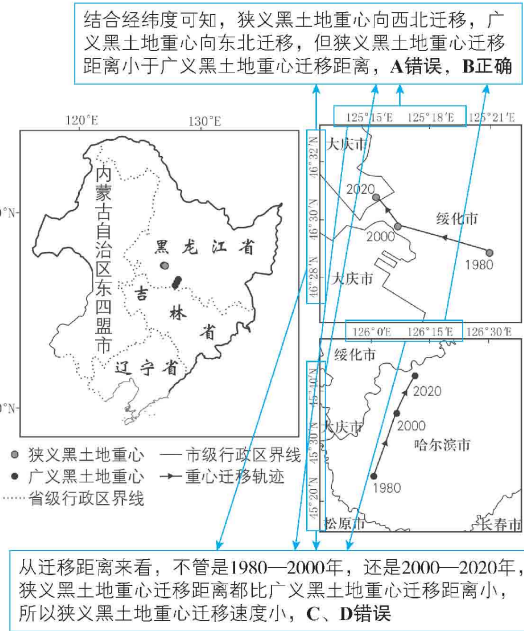 结合经纬度可知，狭义黑土地重心向西北迁移，广
义黑土地重心向东北迁移，但狭义黑土地重心迁移
距离小于广义黑土地重心迁移距离，A错误，B正确
120°E
130°E
内蒙古自治区东四盟市
黑龙江省
吉林省
辽宁省
0°N
0°N
125°15′E
125°18′E
125°21′E
46°32′N
46°30′N
46°28′N
大庆市
2020
绥化市
2000
1980
大庆市
126°0′E
126°15′E
126°30′E
45°40′N
45°30′N
45°20′N
绥化市
2020
大庆市
2000
哈尔滨市
1980
松原市
长春市
狭义黑土地重心
市级行政区界线
广义黑土地重心
重心迁移轨迹
省级行政区界线
从迁移距离来看，不管是1980—2000年，还是2000—2020年，
狭义黑土地重心迁移距离都比广义黑土地重心迁移距离小，
所以狭义黑土地重心迁移速度小，C、D错误